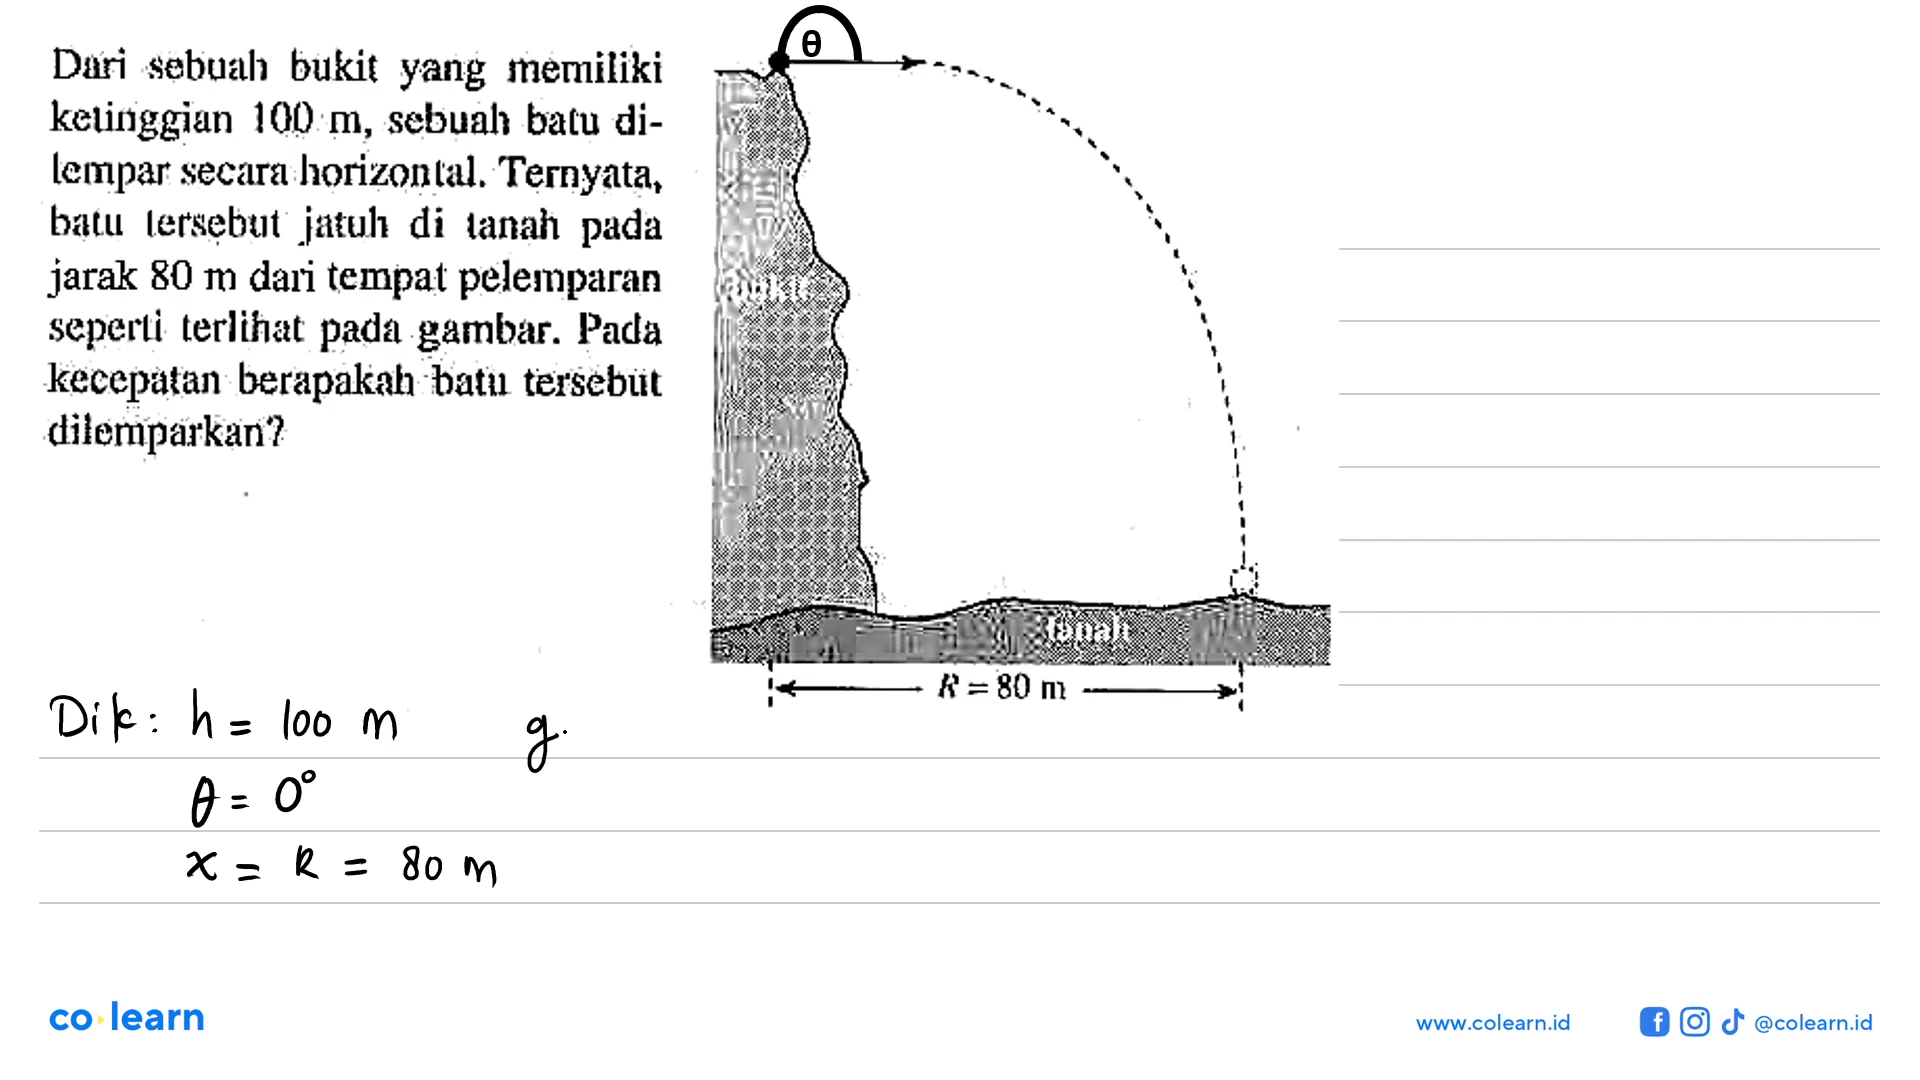 Dari sebuah bukit yang memiliki
ketinggian 100 m, sebuah batu di-
lempar secara horizontal. Ternyata,
batu tersebut jatuh di tanah pada
jarak 80 m dari tempat pelemparan
seperti terlihat pada gambar. Pada
kecepatan berapakah batu tersebut
dilemparkan?
θ
bukit
tanah
R = 80 m
Dik: h = 100 m g.
θ = 0°
x = R = 80 m
co learn
www.colearn.id
@colearn.id